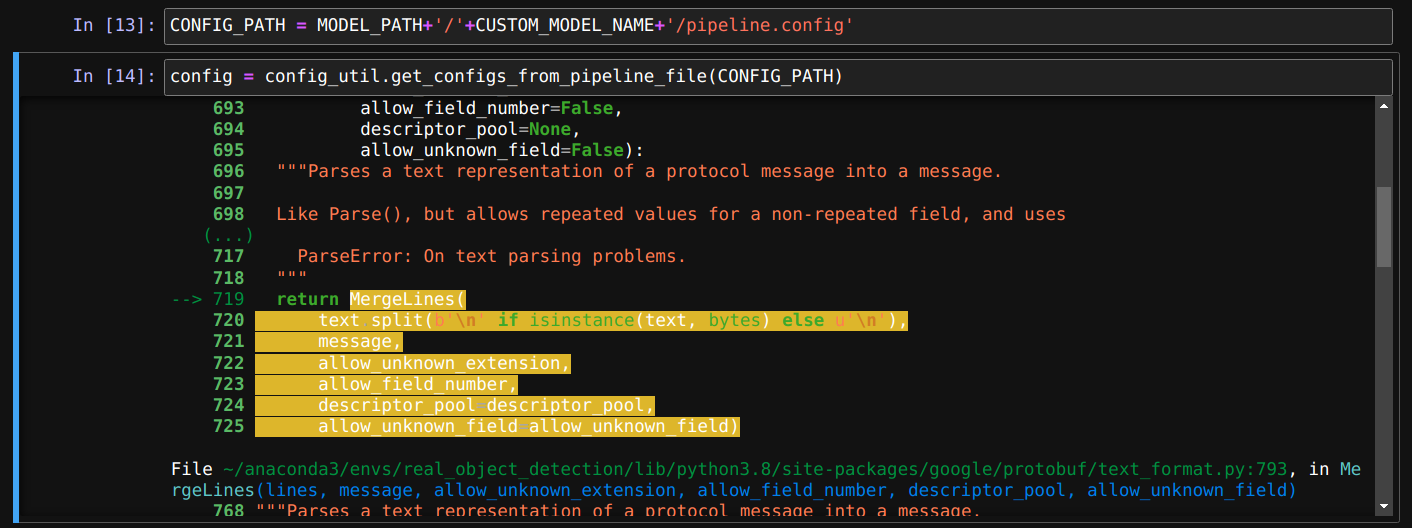 In [13]: CONFIG_PATH = MODEL_PATH+'/'+CUSTOM_MODEL_NAME+'/pipeline.config'
In [14]: config = config_util.get_configs_from_pipeline_file(CONFIG_PATH)
693 allow_field_number=False,
694 descriptor_pool=None,
695 allow_unknown_field=False):
696 """Parses a text representation of a protocol message into a message.
697
698 Like Parse(), but allows repeated values for a non-repeated field, and uses
(...)
717 ParseError: On text parsing problems.
718 """
--> 719 return MergeLines(
720 text.split(b'\n' if isinstance(text, bytes) else u'\n'),
721 message,
722 allow_unknown_extension,
723 allow_field_number,
724 descriptor_pool=descriptor_pool,
725 allow_unknown_field=allow_unknown_field)
File ~/anaconda3/envs/real_object_detection/lib/python3.8/site-packages/google/protobuf/text_format.py:793, in Me
rgeLines(lines, message, allow_unknown_extension, allow_field_number, descriptor_pool, allow_unknown_field)
768 """Parses a text representation of a protocol message into a message.